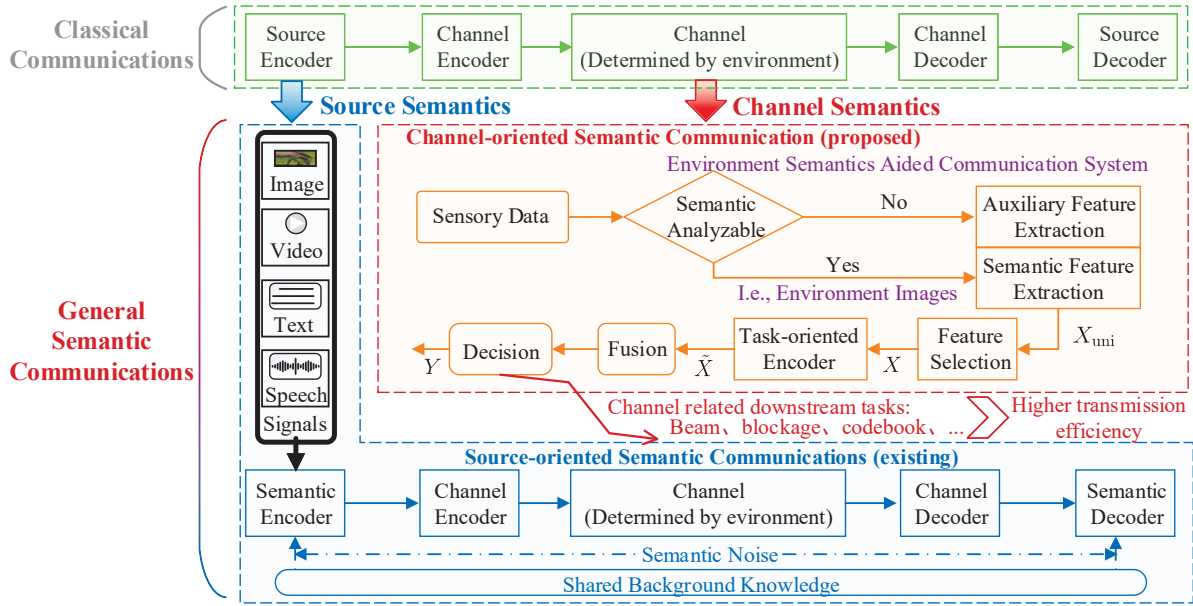 Classical
Communications
Source
Encoder
Channel
Encoder
Channel
(Determined by environment)
Channel
Decoder
Source
Decoder
Source Semantics
Channel Semantics
General
Semantic
Communications
Image
Video
Text
Speech
Signals
Channel-oriented Semantic Communication (proposed)
Environment Semantics Aided Communication System
Sensory Data
Semantic
Analyzable
No
Auxiliary Feature
Extraction
Yes
I.e., Environment Images
Semantic Feature
Extraction
X_uni
Feature
Selection
X
Task-oriented
Encoder
X̃
Fusion
Decision
Y
Channel related downstream tasks:
Beam、blockage、codebook、...
Higher transmission
efficiency
Source-oriented Semantic Communications (existing)
Semantic
Encoder
Channel
Encoder
Channel
(Determined by evironment)
Channel
Decoder
Semantic
Decoder
Semantic Noise
Shared Background Knowledge